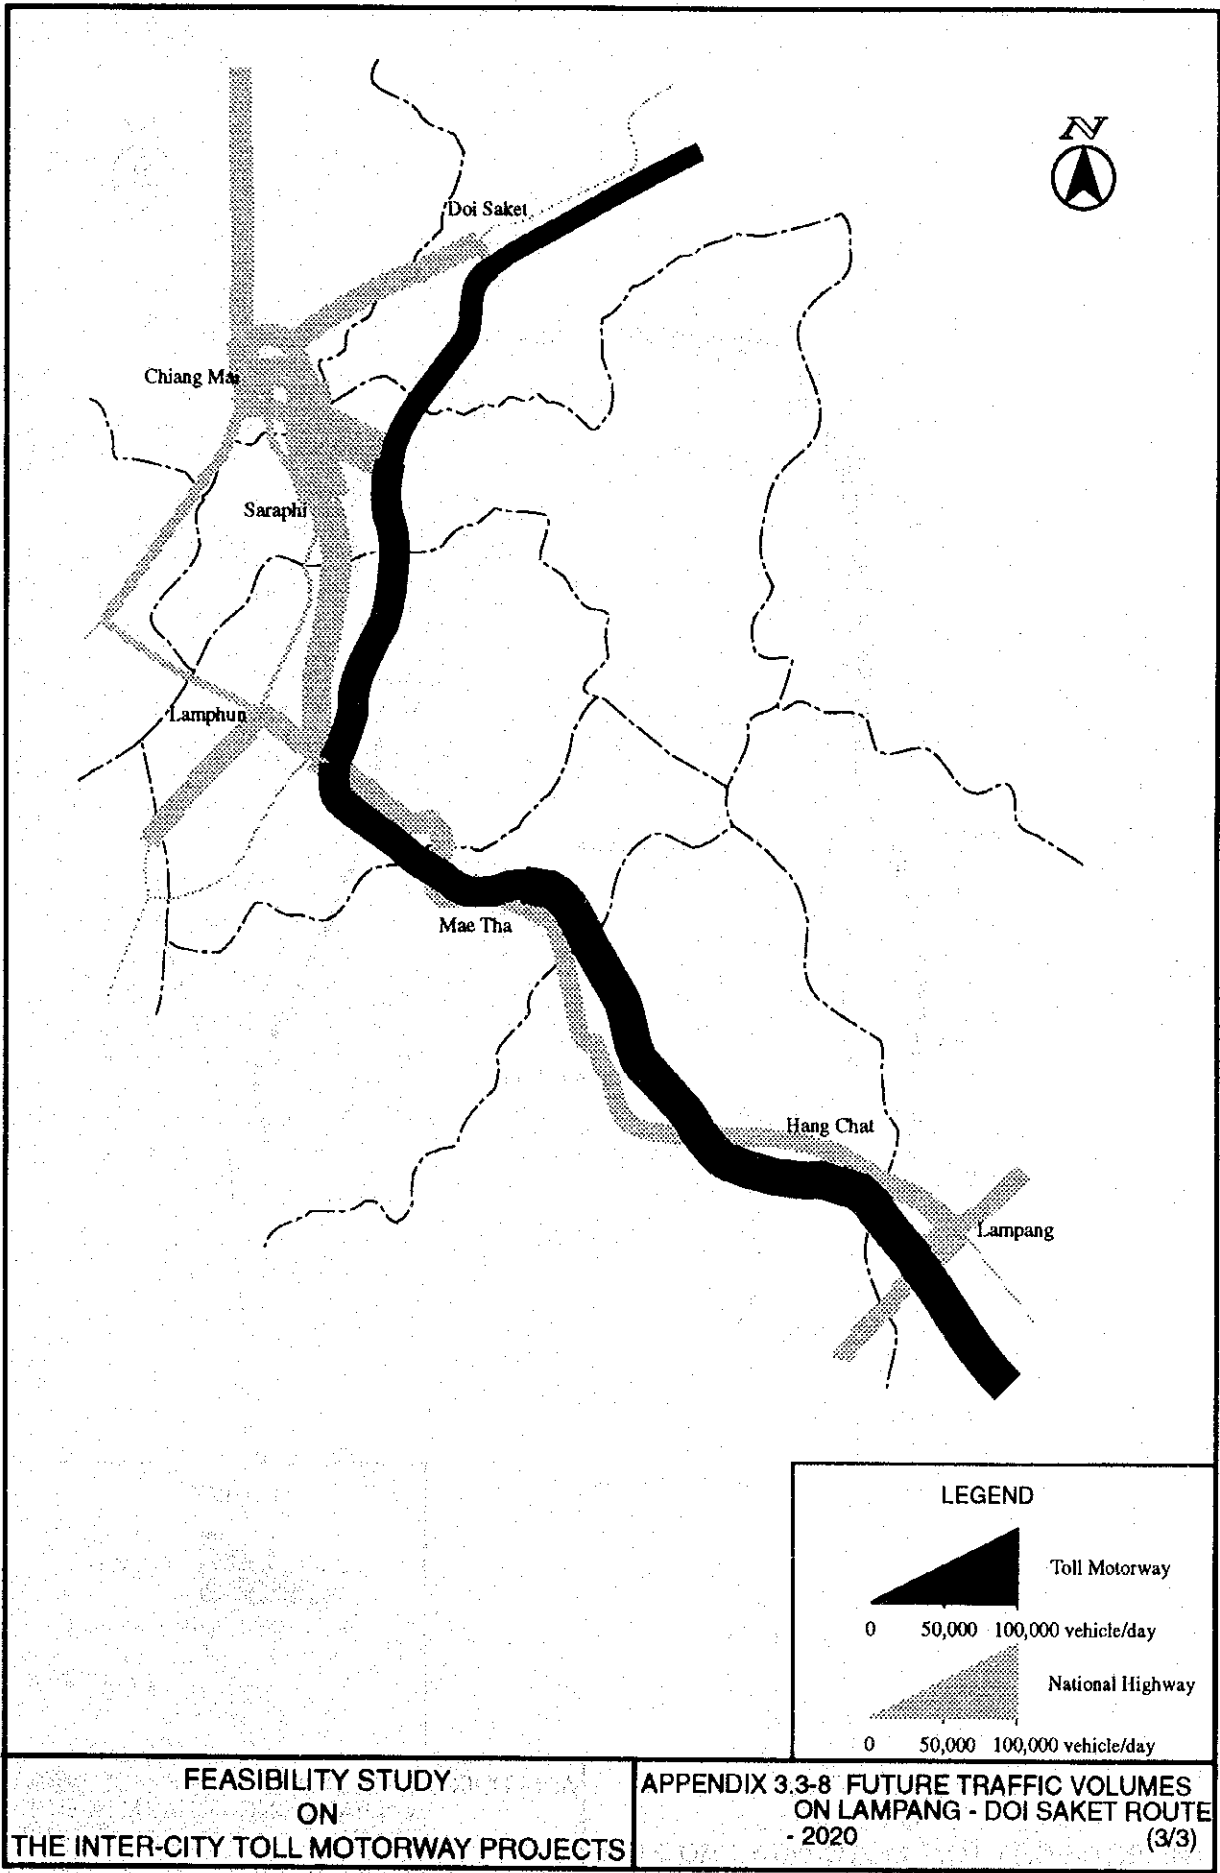 N
Doi Saket
Chiang Mai
Saraphi
Lamphun
Mae Tha
Hang Chat
Lampang
LEGEND
Toll Motorway
0 50,000 100,000 vehicle/day
National Highway
0 50,000 100,000 vehicle/day
FEASIBILITY STUDY
ON
THE INTER-CITY TOLL MOTORWAY PROJECTS
APPENDIX 3.3-8 FUTURE TRAFFIC VOLUMES
ON LAMPANG - DOI SAKET ROUTE
- 2020 (3/3)